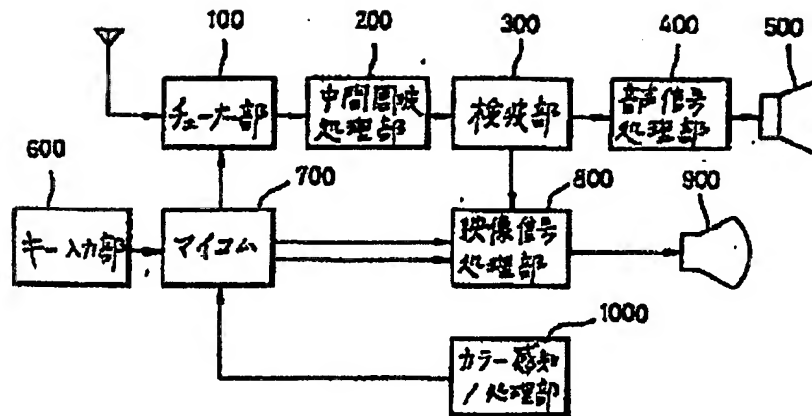 100
200
300
400
500
チューナー部
中間周波
処理部
検波部
音声信号
処理部
600
700
800
900
キー入力部
マイコム
映像信号
処理部
1000
カラー感知
/処理部